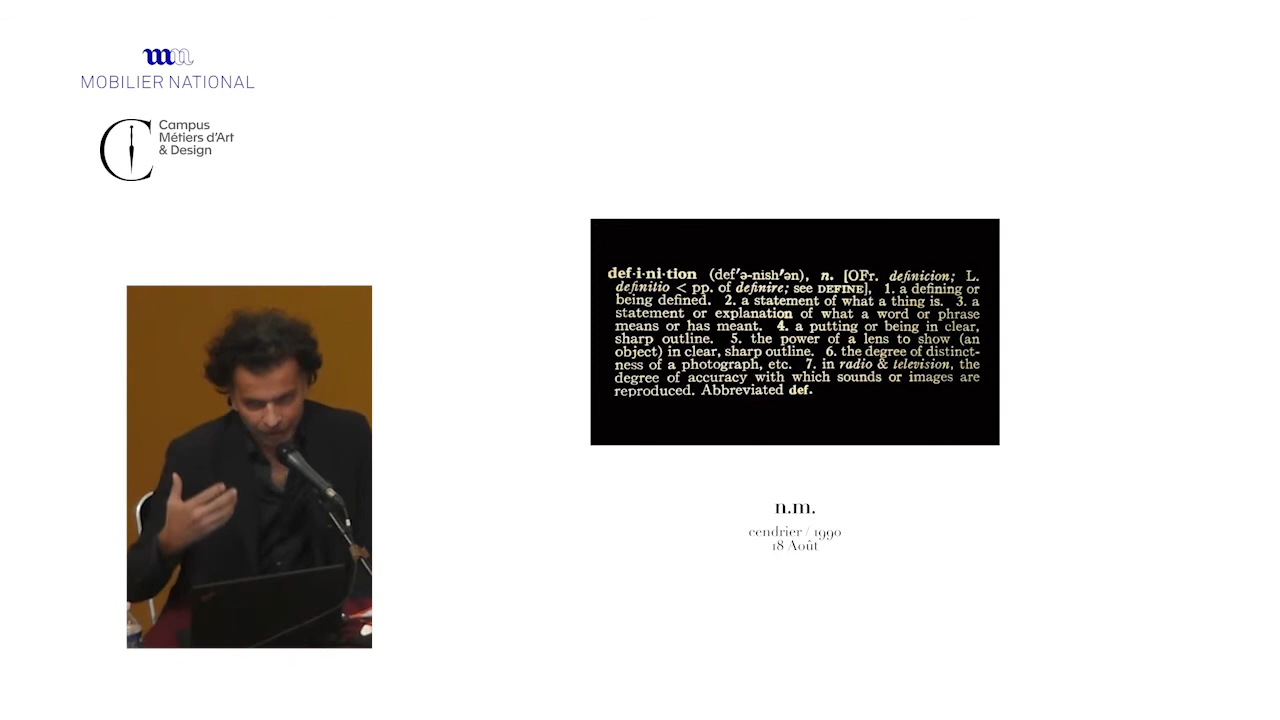 MOBILIER NATIONAL
Campus
Métiers d'Art
& Design
def·i·ni·tion (def′ə-nish′ən), n. [OFr. definicion; L.
definitio < pp. of definire; see DEFINE], 1. a defining or
being defined. 2. a statement of what a thing is. 3. a
statement or explanation of what a word or phrase
means or has meant. 4. a putting or being in clear,
sharp outline. 5. the power of a lens to show (an
object) in clear, sharp outline. 6. the degree of distinct-
ness of a photograph, etc. 7. in radio & television, the
degree of accuracy with which sounds or images are
reproduced. Abbreviated def.
n.m.
cendrier / 1990
18 Août